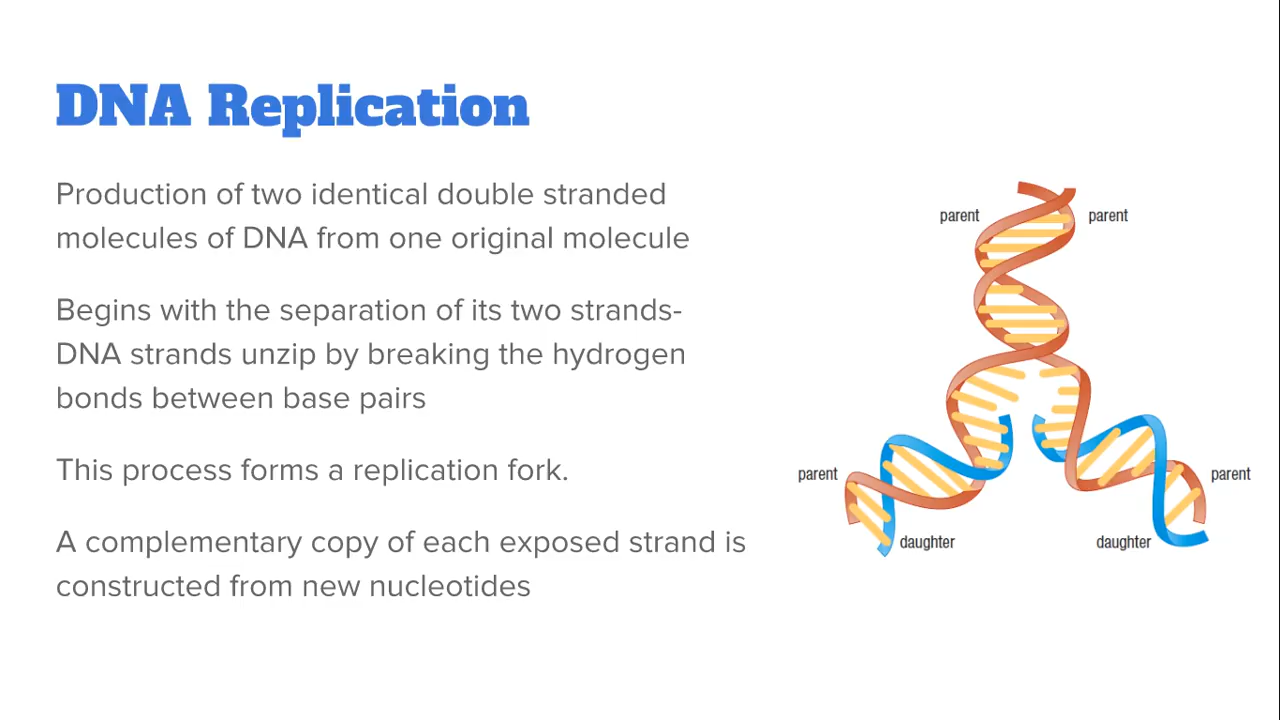 DNA Replication
Production of two identical double stranded
molecules of DNA from one original molecule
Begins with the separation of its two strands-
DNA strands unzip by breaking the hydrogen
bonds between base pairs
This process forms a replication fork.
A complementary copy of each exposed strand is
constructed from new nucleotides
parent parent
parent parent
daughter daughter